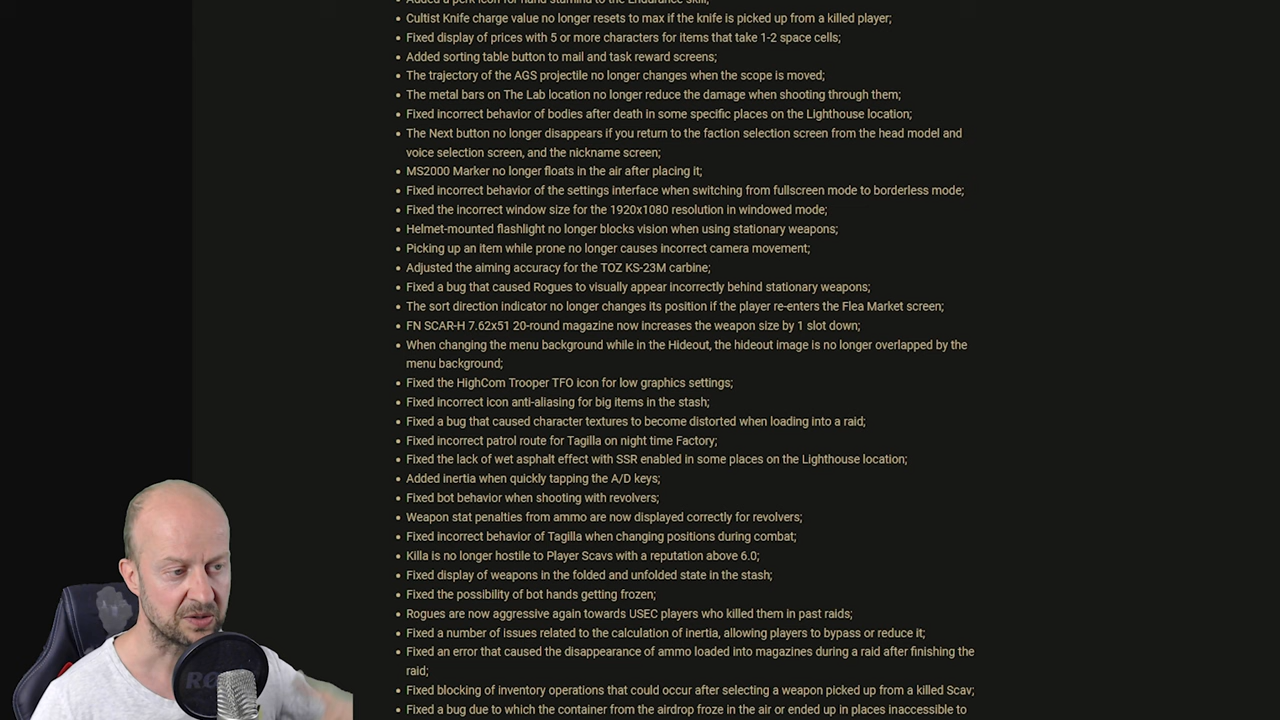 Added a perk icon for hand stamina to the Endurance skill;
• Cultist Knife charge value no longer resets to max if the knife is picked up from a killed player;
• Fixed display of prices with 5 or more characters for items that take 1-2 space cells;
• Added sorting table button to mail and task reward screens;
• The trajectory of the AGS projectile no longer changes when the scope is moved;
• The metal bars on The Lab location no longer reduce the damage when shooting through them;
• Fixed incorrect behavior of bodies after death in some specific places on the Lighthouse location;
• The Next button no longer disappears if you return to the faction selection screen from the head model and
voice selection screen, and the nickname screen;
• MS2000 Marker no longer floats in the air after placing it;
• Fixed incorrect behavior of the settings interface when switching from fullscreen mode to borderless mode;
• Fixed the incorrect window size for the 1920x1080 resolution in windowed mode;
• Helmet-mounted flashlight no longer blocks vision when using stationary weapons;
• Picking up an item while prone no longer causes incorrect camera movement;
• Adjusted the aiming accuracy for the TOZ KS-23M carbine;
• Fixed a bug that caused Rogues to visually appear incorrectly behind stationary weapons;
• The sort direction indicator no longer changes its position if the player re-enters the Flea Market screen;
• FN SCAR-H 7.62x51 20-round magazine now increases the weapon size by 1 slot down;
• When changing the menu background while in the Hideout, the hideout image is no longer overlapped by the
menu background;
• Fixed the HighCom Trooper TFO icon for low graphics settings;
• Fixed incorrect icon anti-aliasing for big items in the stash;
• Fixed a bug that caused character textures to become distorted when loading into a raid;
• Fixed incorrect patrol route for Tagilla on night time Factory;
• Fixed the lack of wet asphalt effect with SSR enabled in some places on the Lighthouse location;
• Added inertia when quickly tapping the A/D keys;
• Fixed bot behavior when shooting with revolvers;
• Weapon stat penalties from ammo are now displayed correctly for revolvers;
• Fixed incorrect behavior of Tagilla when changing positions during combat;
• Killa is no longer hostile to Player Scavs with a reputation above 6.0;
• Fixed display of weapons in the folded and unfolded state in the stash;
• Fixed the possibility of bot hands getting frozen;
• Rogues are now aggressive again towards USEC players who killed them in past raids;
• Fixed a number of issues related to the calculation of inertia, allowing players to bypass or reduce it;
• Fixed an error that caused the disappearance of ammo loaded into magazines during a raid after finishing the
raid;
• Fixed blocking of inventory operations that could occur after selecting a weapon picked up from a killed Scav;
• Fixed a bug due to which the container from the airdrop froze in the air or ended up in places inaccessible to